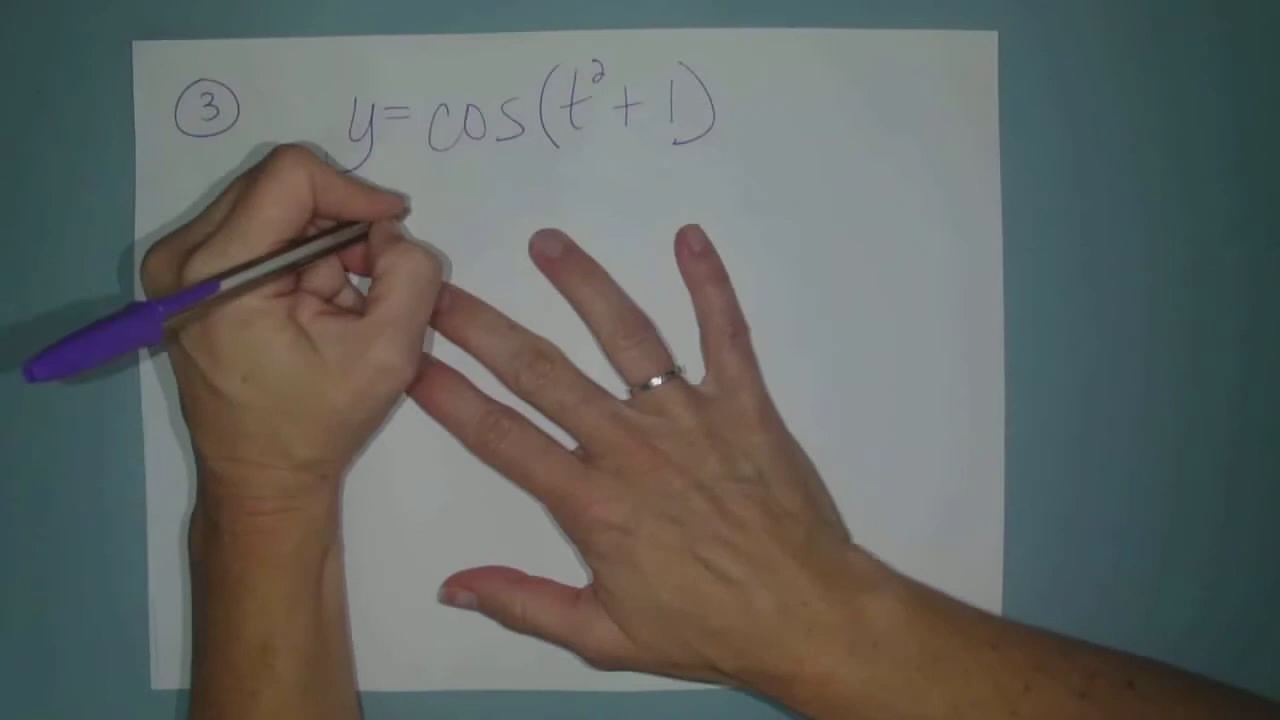 ③ y = cos(t² + 1)